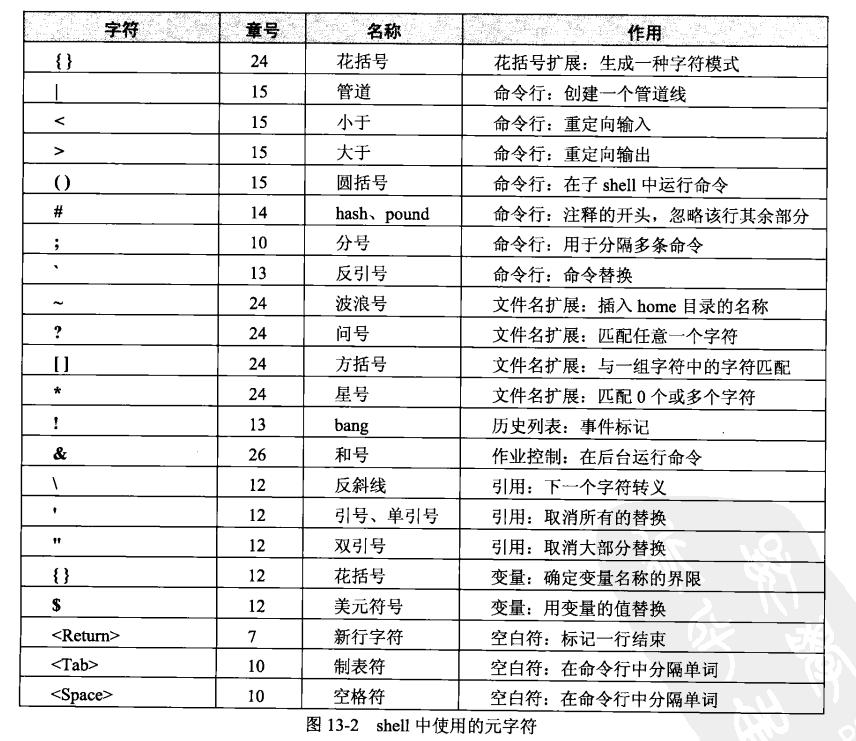 字符 章号 名称 作用
{ } 24 花括号 花括号扩展：生成一种字符模式
| 15 管道 命令行：创建一个管道线
< 15 小于 命令行：重定向输入
> 15 大于 命令行：重定向输出
( ) 15 圆括号 命令行：在子 shell 中运行命令
# 14 hash、pound 命令行：注释的开头，忽略该行其余部分
; 10 分号 命令行：用于分隔多条命令
` 13 反引号 命令行：命令替换
~ 24 波浪号 文件名扩展：插入 home 目录的名称
? 24 问号 文件名扩展：匹配任意一个字符
[ ] 24 方括号 文件名扩展：与一组字符中的字符匹配
* 24 星号 文件名扩展：匹配 0 个或多个字符
! 13 bang 历史列表：事件标记
& 26 和号 作业控制：在后台运行命令
\ 12 反斜线 引用：下一个字符转义
' 12 引号、单引号 引用：取消所有的替换
" 12 双引号 引用：取消大部分替换
{ } 12 花括号 变量：确定变量名称的界限
$ 12 美元符号 变量：用变量的值替换
<Return> 7 新行字符 空白符：标记一行结束
<Tab> 10 制表符 空白符：在命令行中分隔单词
<Space> 10 空格符 空白符：在命令行中分隔单词
图 13-2 shell 中使用的元字符